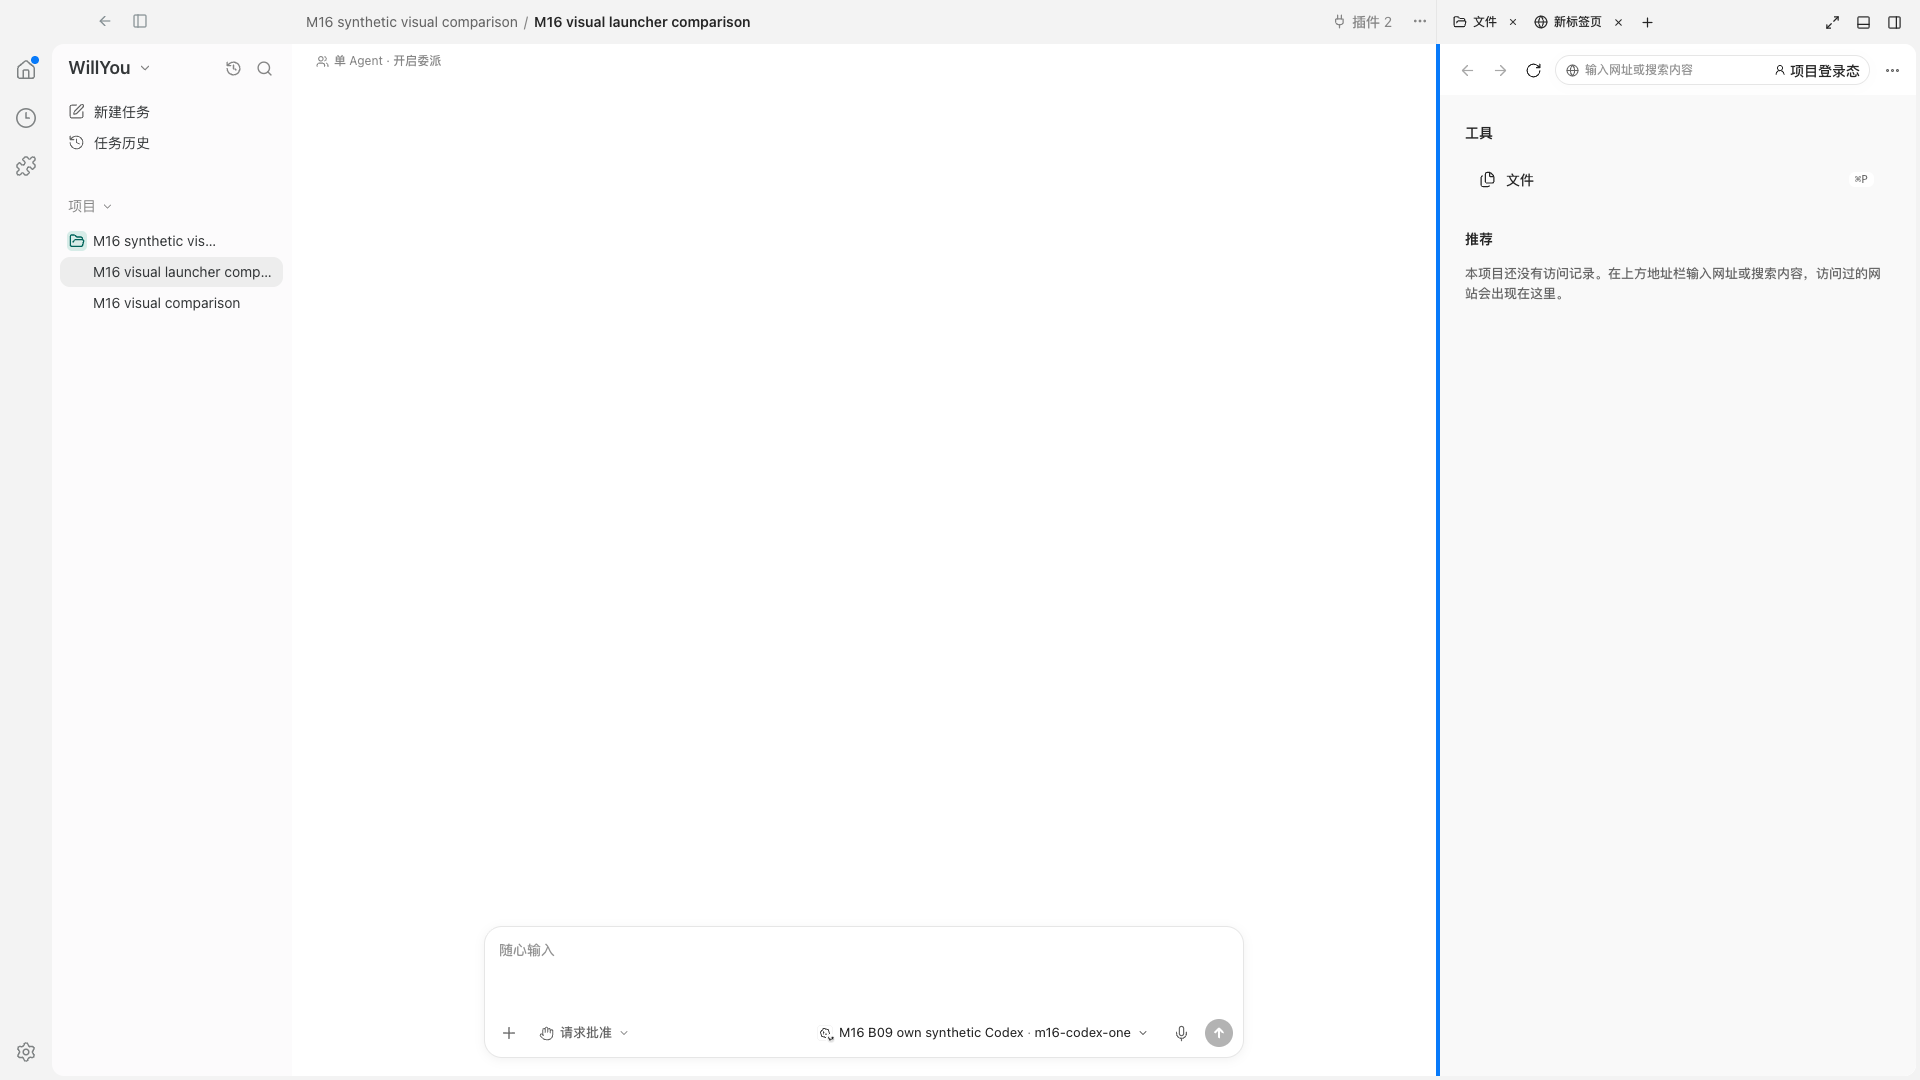 M16 synthetic visual comparison / M16 visual launcher comparison
插件 2
文件
新标签页
WillYou
新建任务
任务历史
项目
M16 synthetic vis...
M16 visual launcher comp...
M16 visual comparison
单 Agent · 开启委派
随心输入
请求批准
M16 B09 own synthetic Codex · m16-codex-one
输入网址或搜索内容
项目登录态
工具
文件
⌘P
推荐
本项目还没有访问记录。在上方地址栏输入网址或搜索内容，访问过的网
站会出现在这里。